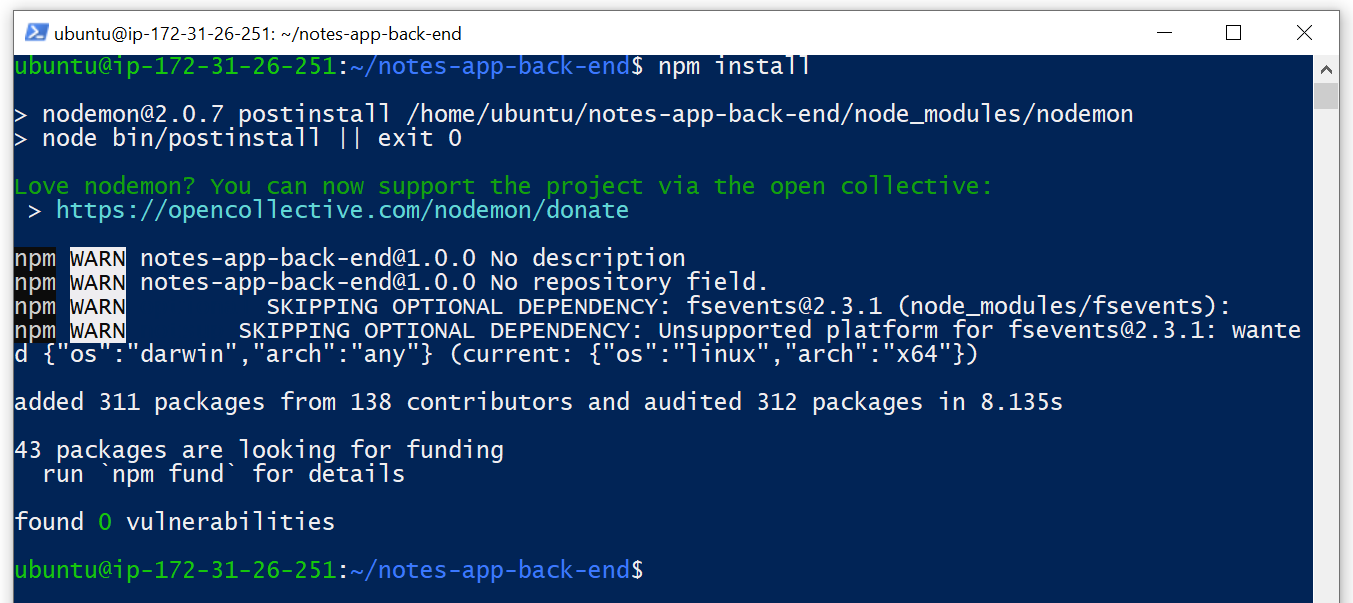 ubuntu@ip-172-31-26-251: ~/notes-app-back-end
ubuntu@ip-172-31-26-251:~/notes-app-back-end$ npm install
> nodemon@2.0.7 postinstall /home/ubuntu/notes-app-back-end/node_modules/nodemon
> node bin/postinstall || exit 0
Love nodemon? You can now support the project via the open collective:
 > https://opencollective.com/nodemon/donate
npm WARN notes-app-back-end@1.0.0 No description
npm WARN notes-app-back-end@1.0.0 No repository field.
npm WARN          SKIPPING OPTIONAL DEPENDENCY: fsevents@2.3.1 (node_modules/fsevents):
npm WARN        SKIPPING OPTIONAL DEPENDENCY: Unsupported platform for fsevents@2.3.1: wante
d {"os":"darwin","arch":"any"} (current: {"os":"linux","arch":"x64"})
added 311 packages from 138 contributors and audited 312 packages in 8.135s
43 packages are looking for funding
  run `npm fund` for details
found 0 vulnerabilities
ubuntu@ip-172-31-26-251:~/notes-app-back-end$